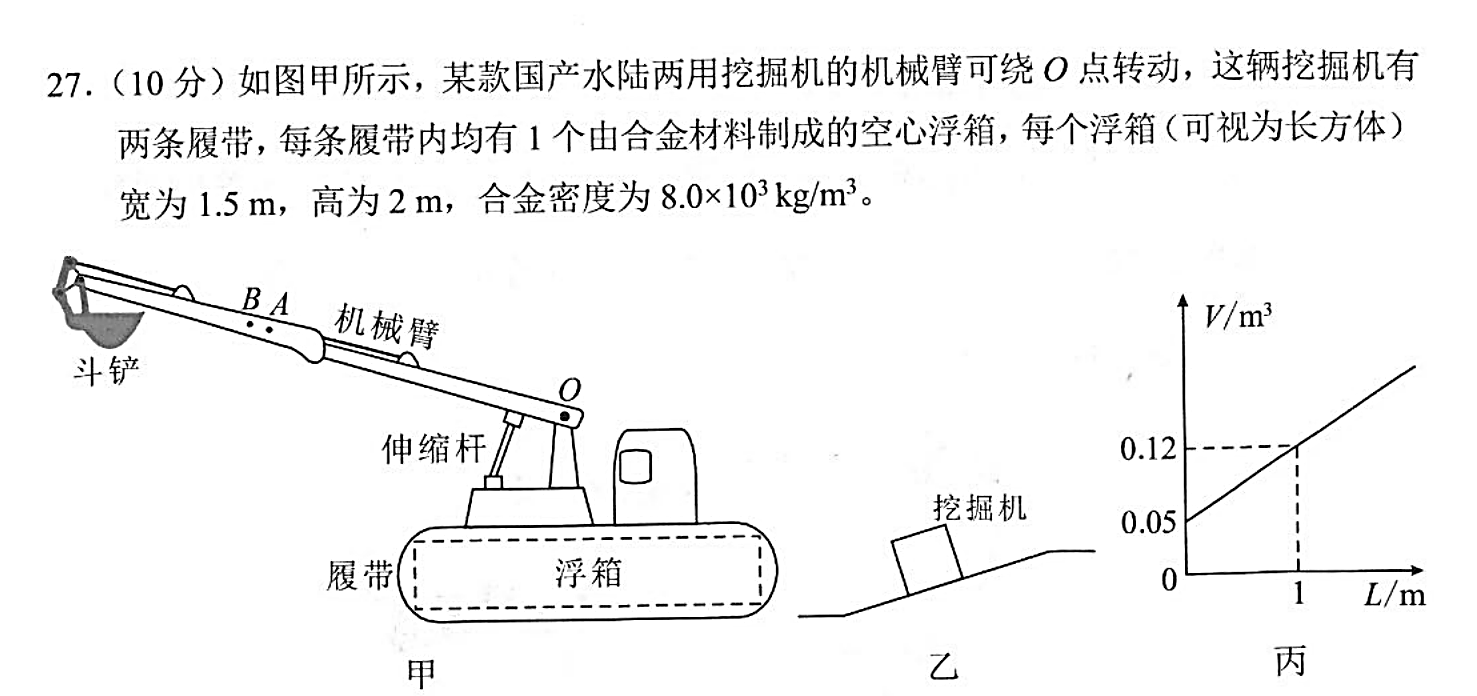 27.（10 分）如图甲所示，某款国产水陆两用挖掘机的机械臂可绕 O 点转动，这辆挖掘机有
两条履带，每条履带内均有 1 个由合金材料制成的空心浮箱，每个浮箱（可视为长方体）
宽为 1.5 m，高为 2 m，合金密度为 8.0×10³ kg/m³。
B A
机械臂
斗铲
O
伸缩杆
履带
浮箱
甲
挖掘机
乙
V/m³
0.12
0.05
0
1
L/m
丙